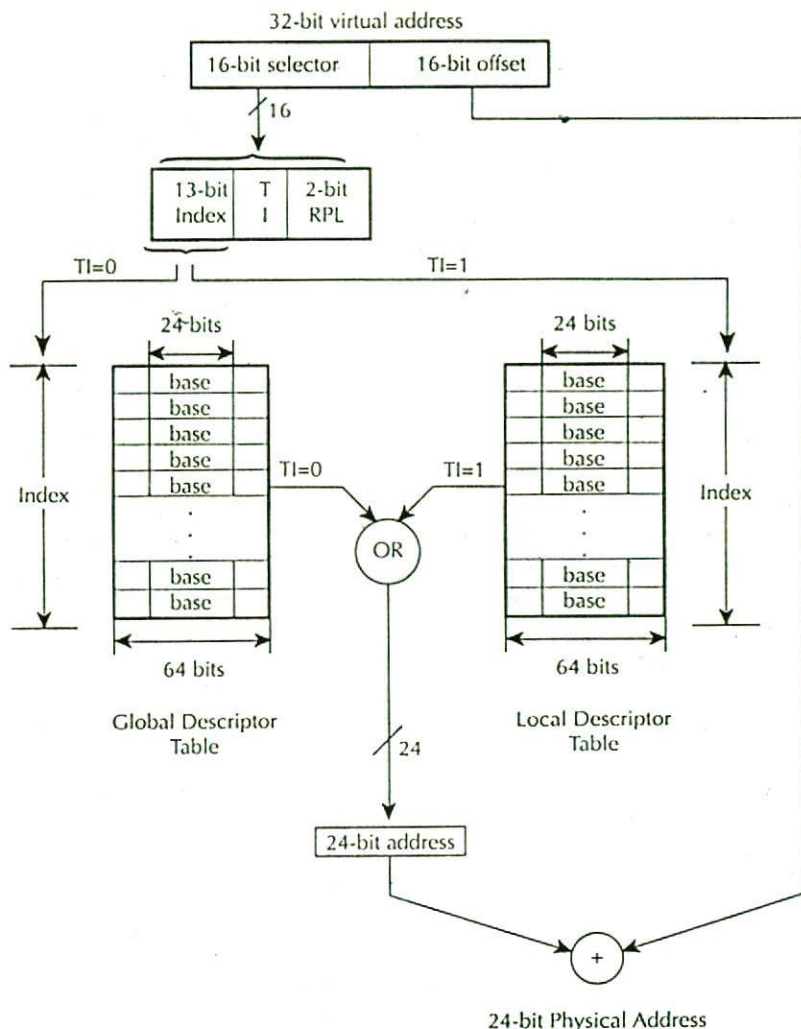 32-bit virtual address
16-bit selector
16-bit offset
16
13-bit Index
T I
2-bit RPL
TI=0
TI=1
24 bits
24 bits
base
base
base
base
base
base
base
base
base
base
Index
TI=0
TI=1
Index
.
.
.
.
.
.
OR
base
base
base
base
64 bits
64 bits
Global Descriptor
Table
Local Descriptor
Table
24
24-bit address
+
24-bit Physical Address